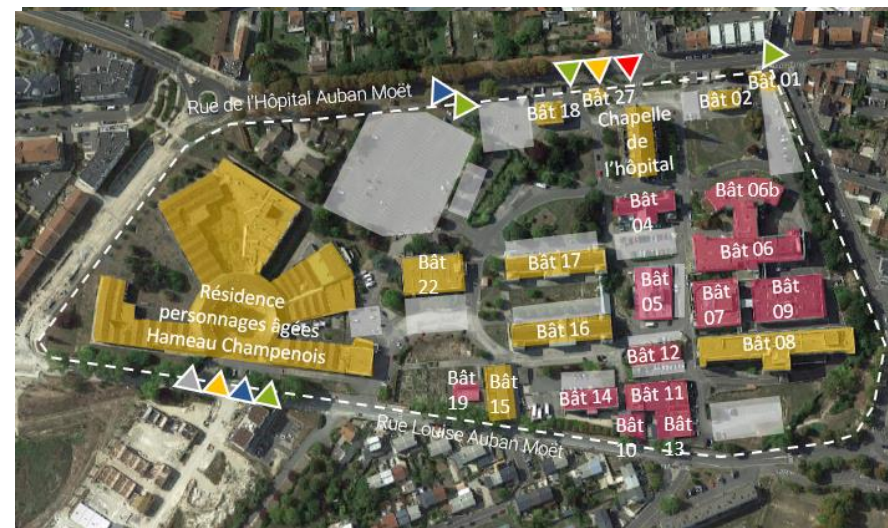 Rue de l'Hôpital Auban Moët
Bât 01
Bât 18
Bât 27
Bât 02
Chapelle
de
l'hôpital
Bât
04
Bât 06b
Bât 06
Bât
22
Bât 17
Bât
05
Bât
07
Bât
09
Résidence
personnages âgées
Hameau Champenois
Bât 16
Bât 12
Bât 08
Bât
19
Bât
15
Bât 14
Bât 11
Bât
10
Bât
13
Rue Louise Auban Moët